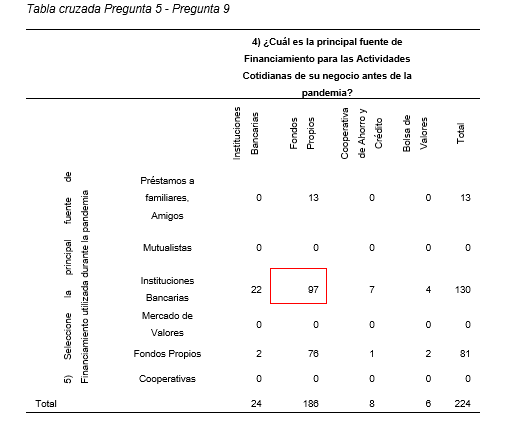 Tabla cruzada Pregunta 5 - Pregunta 9
4) ¿Cuál es la principal fuente de
Financiamiento para las Actividades
Cotidianas de su negocio antes de la
pandemia?
Instituciones
Bancarias
Fondos
Propios
Cooperativa
de Ahorro y
Crédito
Bolsa de
Valores
Total
5) Seleccione la principal fuente de
Financiamiento utilizada durante la pandemia
Préstamos a
familiares,
Amigos
0 13 0 0 13
Mutualistas 0 0 0 0 0
Instituciones
Bancarias
22 97 7 4 130
Mercado de
Valores
0 0 0 0 0
Fondos Propios 2 76 1 2 81
Cooperativas 0 0 0 0 0
Total 24 186 8 6 224